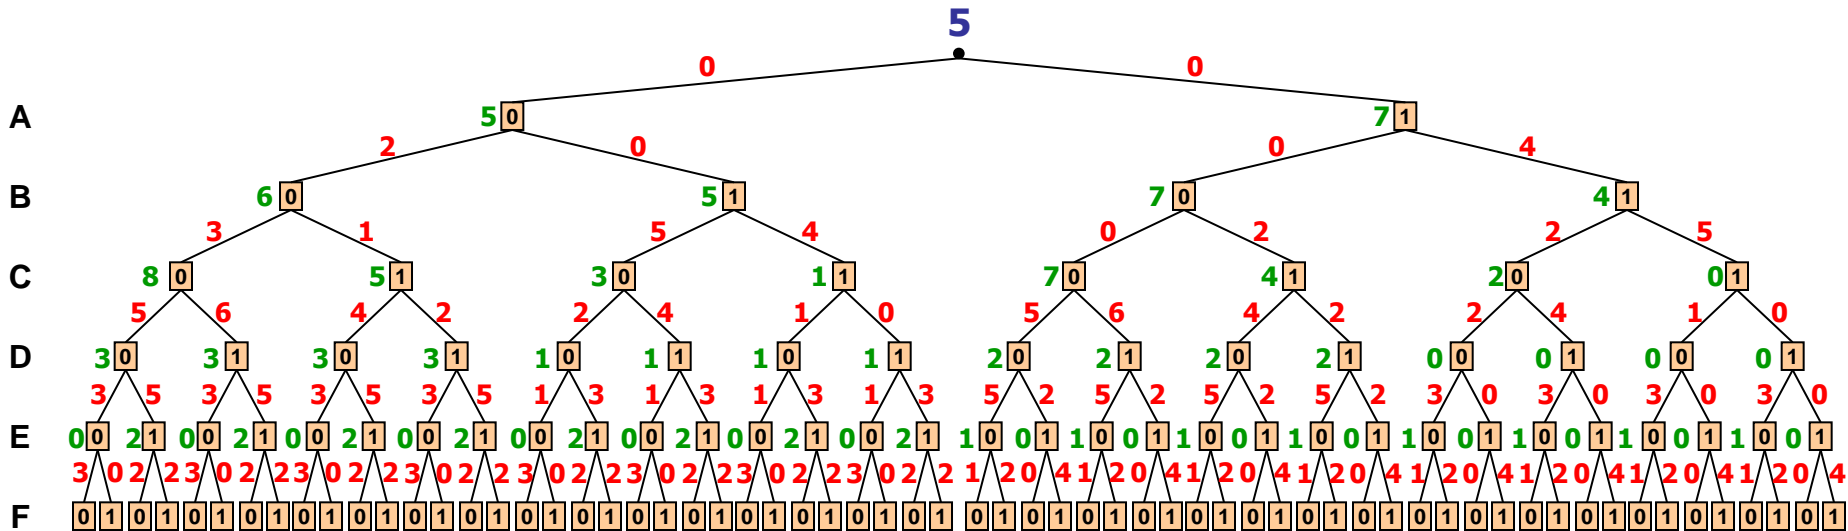 5
0 0
A 5 0 7 1
2 0 0 4
B 6 0 5 1 7 0 4 1
3 1 5 4 0 2 2 5
C 8 0 5 1 3 0 1 1 7 0 4 1 2 0 0 1
5 6 4 2 2 4 1 0 5 6 4 2 2 4 1 0
D 3 0 3 1 3 0 3 1 1 0 1 1 1 0 1 1 2 0 2 1 2 0 2 1 0 0 0 1 0 0 0 1
3 5 3 5 3 5 3 5 1 3 1 3 1 3 1 3 5 2 5 2 5 2 5 2 3 0 3 0 3 0 3 0
E 0 0 2 1 0 0 2 1 0 0 2 1 0 0 2 1 0 0 2 1 0 0 2 1 0 0 2 1 0 0 2 1 1 0 0 1 1 0 0 1 1 0 0 1 1 0 0 1 1 0 0 1 1 0 0 1 1 0 0 1 1 0 0 1
3 0 2 2 3 0 2 2 3 0 2 2 3 0 2 2 3 0 2 2 3 0 2 2 3 0 2 2 3 0 2 2 1 2 0 4 1 2 0 4 1 2 0 4 1 2 0 4 1 2 0 4 1 2 0 4 1 2 0 4 1 2 0 4
F 0 1 0 1 0 1 0 1 0 1 0 1 0 1 0 1 0 1 0 1 0 1 0 1 0 1 0 1 0 1 0 1 0 1 0 1 0 1 0 1 0 1 0 1 0 1 0 1 0 1 0 1 0 1 0 1 0 1 0 1 0 1 0 1